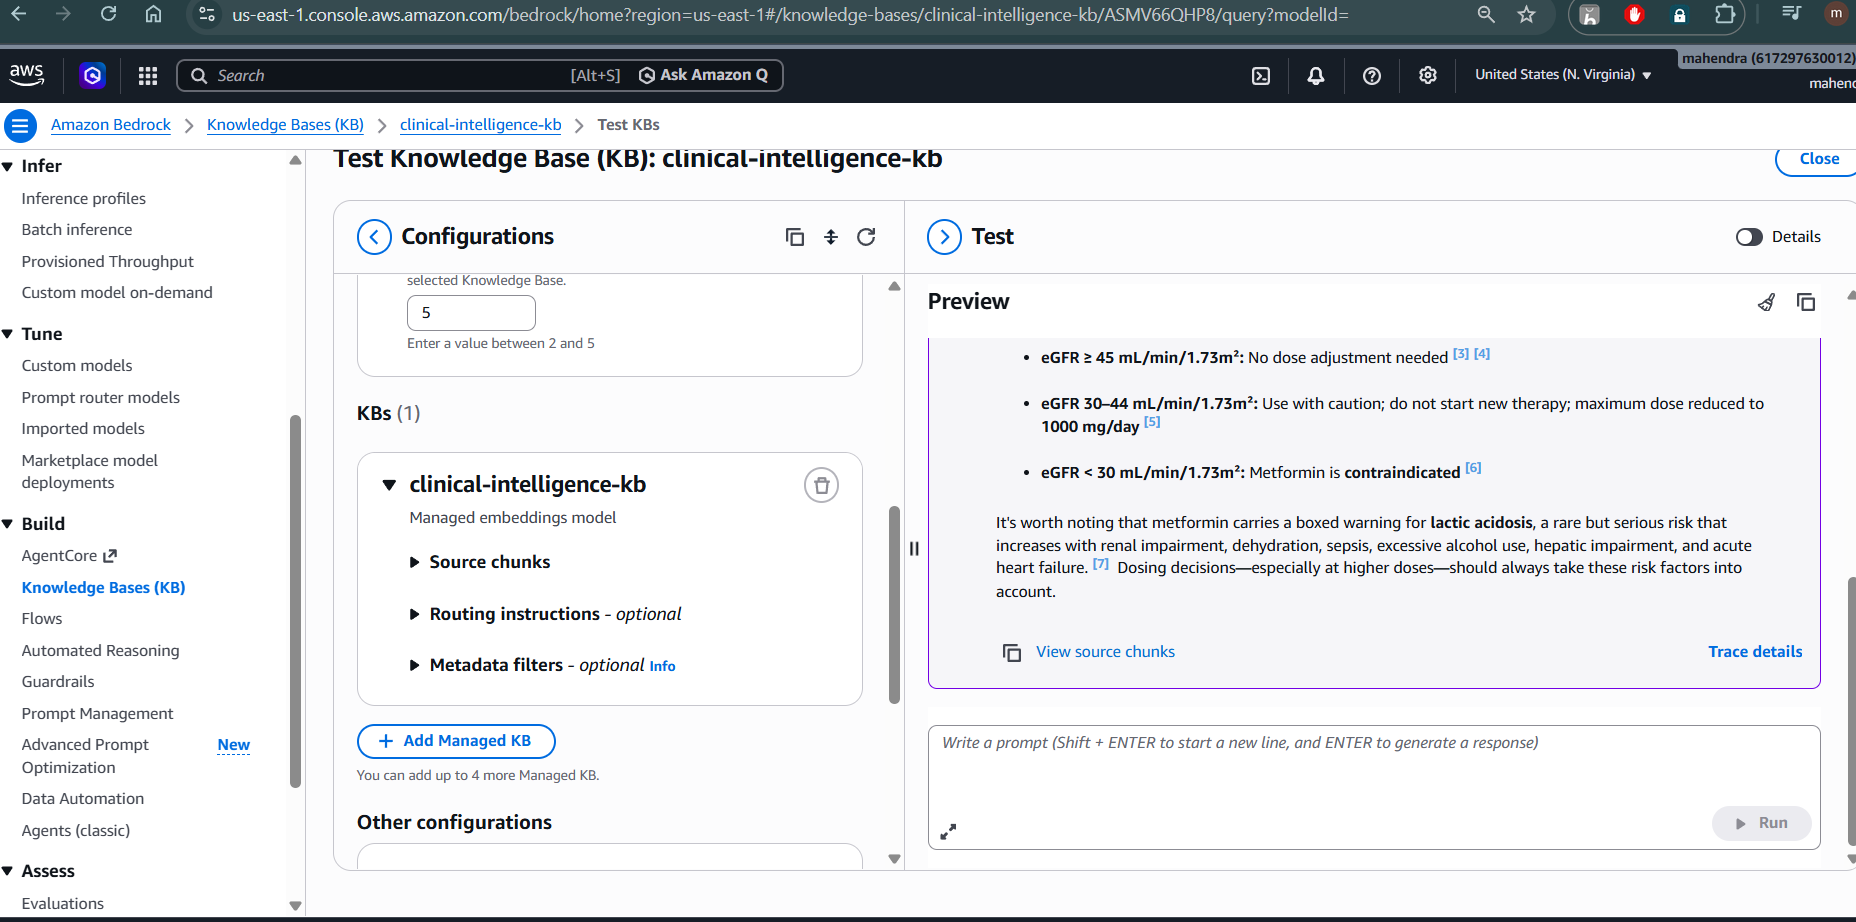 us-east-1.console.aws.amazon.com/bedrock/home?region=us-east-1#/knowledge-bases/clinical-intelligence-kb/ASMV66QHP8/query?modelId=
m
aws
Search
[Alt+S]
Ask Amazon Q
United States (N. Virginia)
mahendra (617297630012)
mahend
Amazon Bedrock
Knowledge Bases (KB)
clinical-intelligence-kb
Test KBs
Infer
Inference profiles
Batch inference
Provisioned Throughput
Custom model on-demand
Tune
Custom models
Prompt router models
Imported models
Marketplace model
deployments
Build
AgentCore
Knowledge Bases (KB)
Flows
Automated Reasoning
Guardrails
Prompt Management
Advanced Prompt
Optimization
New
Data Automation
Agents (classic)
Assess
Evaluations
Test Knowledge Base (KB): clinical-intelligence-kb
Close
Configurations
selected Knowledge Base.
5
Enter a value between 2 and 5
KBs (1)
clinical-intelligence-kb
Managed embeddings model
Source chunks
Routing instructions - optional
Metadata filters - optional Info
Add Managed KB
You can add up to 4 more Managed KB.
Other configurations
Test
Details
Preview
• eGFR ≥ 45 mL/min/1.73m²: No dose adjustment needed [3] [4]
• eGFR 30–44 mL/min/1.73m²: Use with caution; do not start new therapy; maximum dose reduced to
1000 mg/day [5]
• eGFR < 30 mL/min/1.73m²: Metformin is contraindicated [6]
It's worth noting that metformin carries a boxed warning for lactic acidosis, a rare but serious risk that
increases with renal impairment, dehydration, sepsis, excessive alcohol use, hepatic impairment, and acute
heart failure. [7] Dosing decisions—especially at higher doses—should always take these risk factors into
account.
View source chunks
Trace details
Write a prompt (Shift + ENTER to start a new line, and ENTER to generate a response)
Run